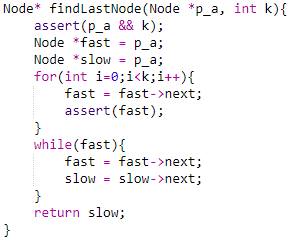 Node* findLastNode(Node *p_a, int k){
    assert(p_a && k);
    Node *fast = p_a;
    Node *slow = p_a;
    for(int i=0;i<k;i++){
        fast = fast->next;
        assert(fast);
    }
    while(fast){
        fast = fast->next;
        slow = slow->next;
    }
    return slow;
}